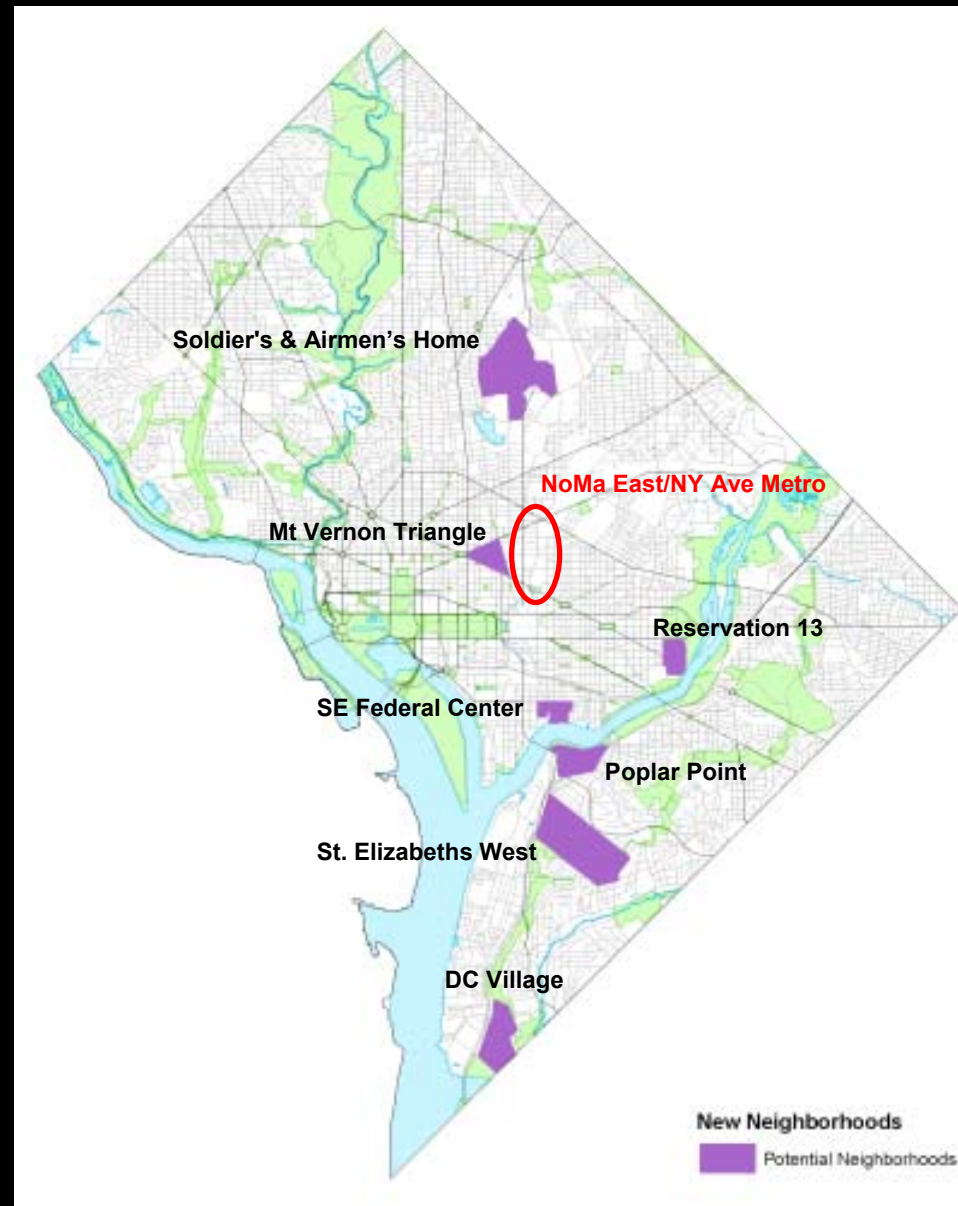 Soldier's & Airmen’s Home
NoMa East/NY Ave Metro
Mt Vernon Triangle
Reservation 13
SE Federal Center
Poplar Point
St. Elizabeths West
DC Village
New Neighborhoods
Potential Neighborhoods